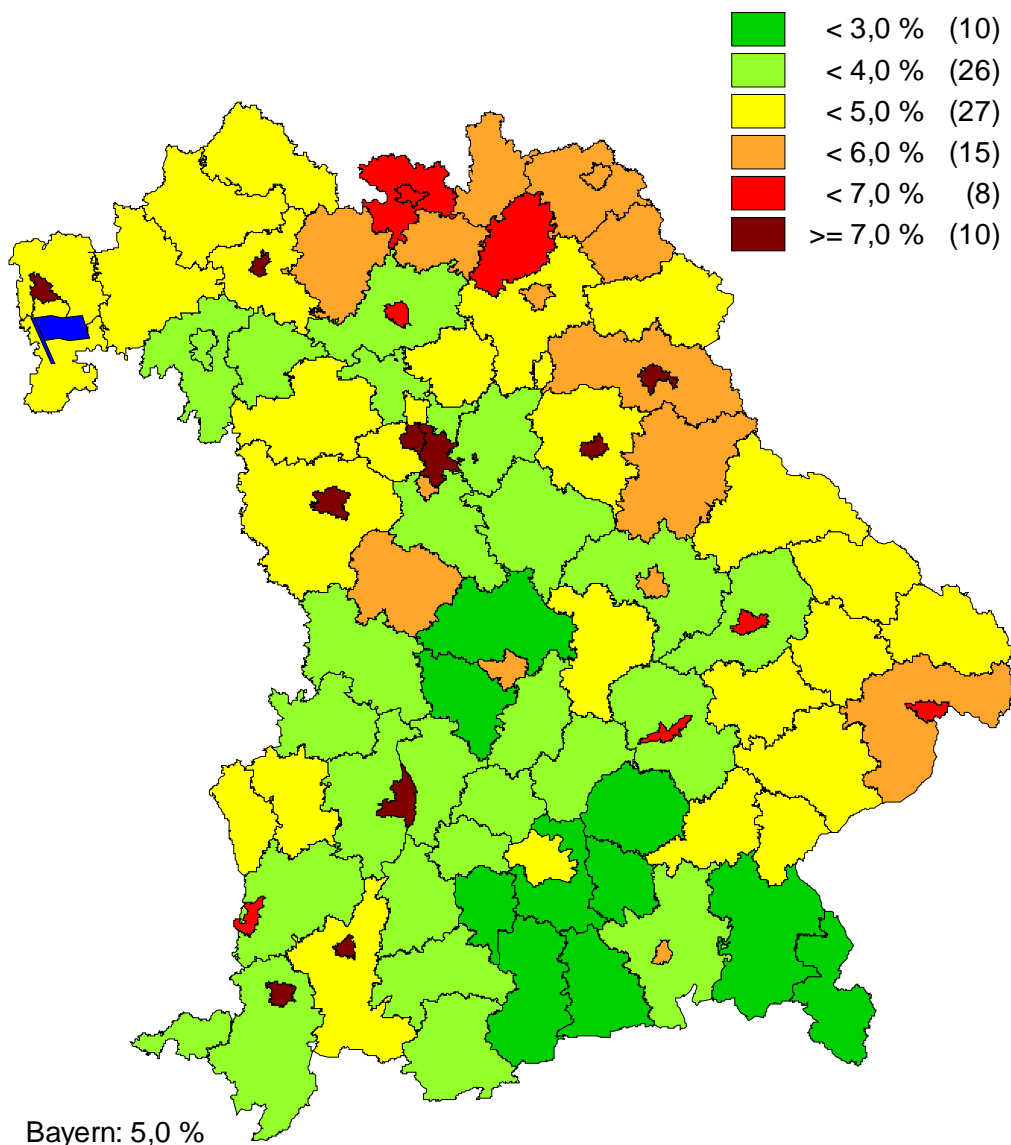 < 3,0 % (10)
< 4,0 % (26)
< 5,0 % (27)
< 6,0 % (15)
< 7,0 % (8)
>= 7,0 % (10)
Bayern: 5,0 %